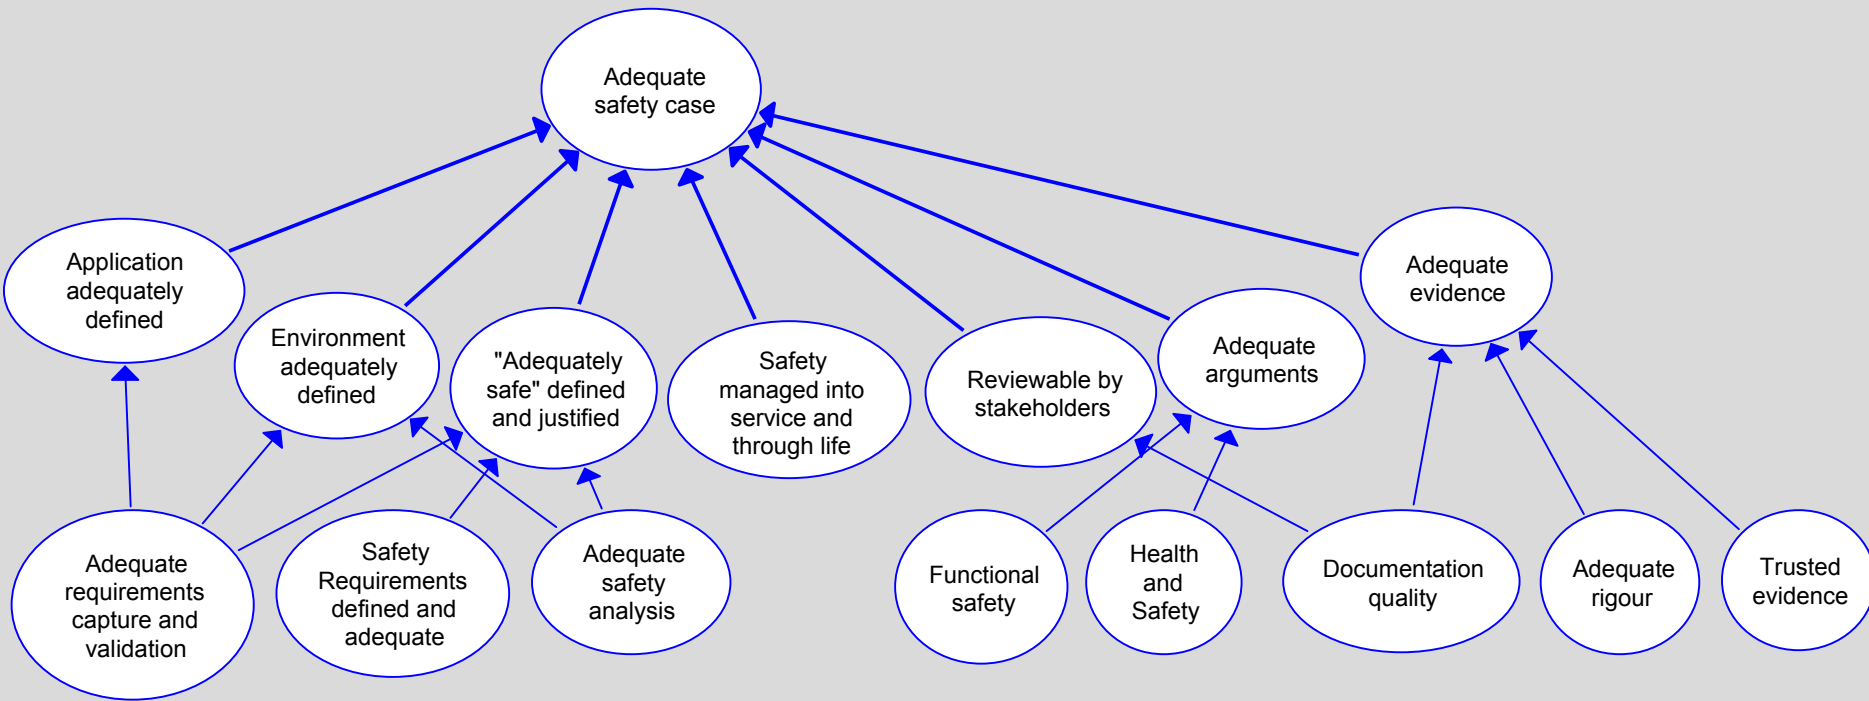 Adequate
safety case
Application
adequately
defined
Environment
adequately
defined
"Adequately
safe" defined
and justified
Safety
managed into
service and
through life
Reviewable by
stakeholders
Adequate
arguments
Adequate
evidence
Adequate
requirements
capture and
validation
Safety
Requirements
defined and
adequate
Adequate
safety
analysis
Functional
safety
Health
and
Safety
Documentation
quality
Adequate
rigour
Trusted
evidence